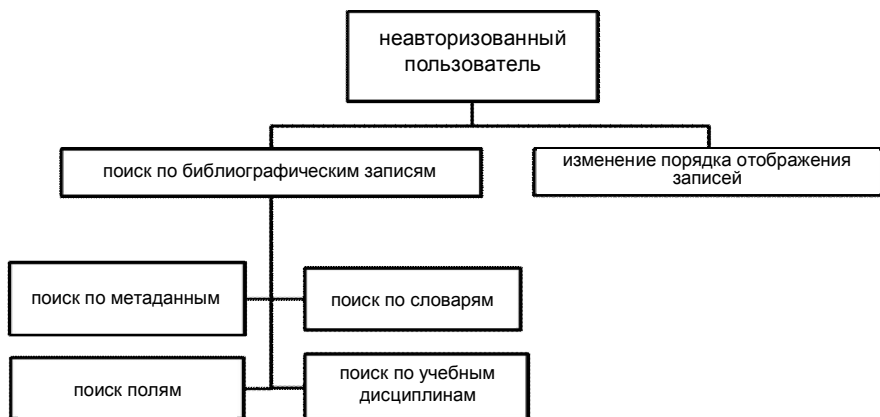 неавторизованный
пользователь
поиск по библиографическим записям
изменение порядка отображения
записей
поиск по метаданным
поиск по словарям
поиск полям
поиск по учебным
дисциплинам